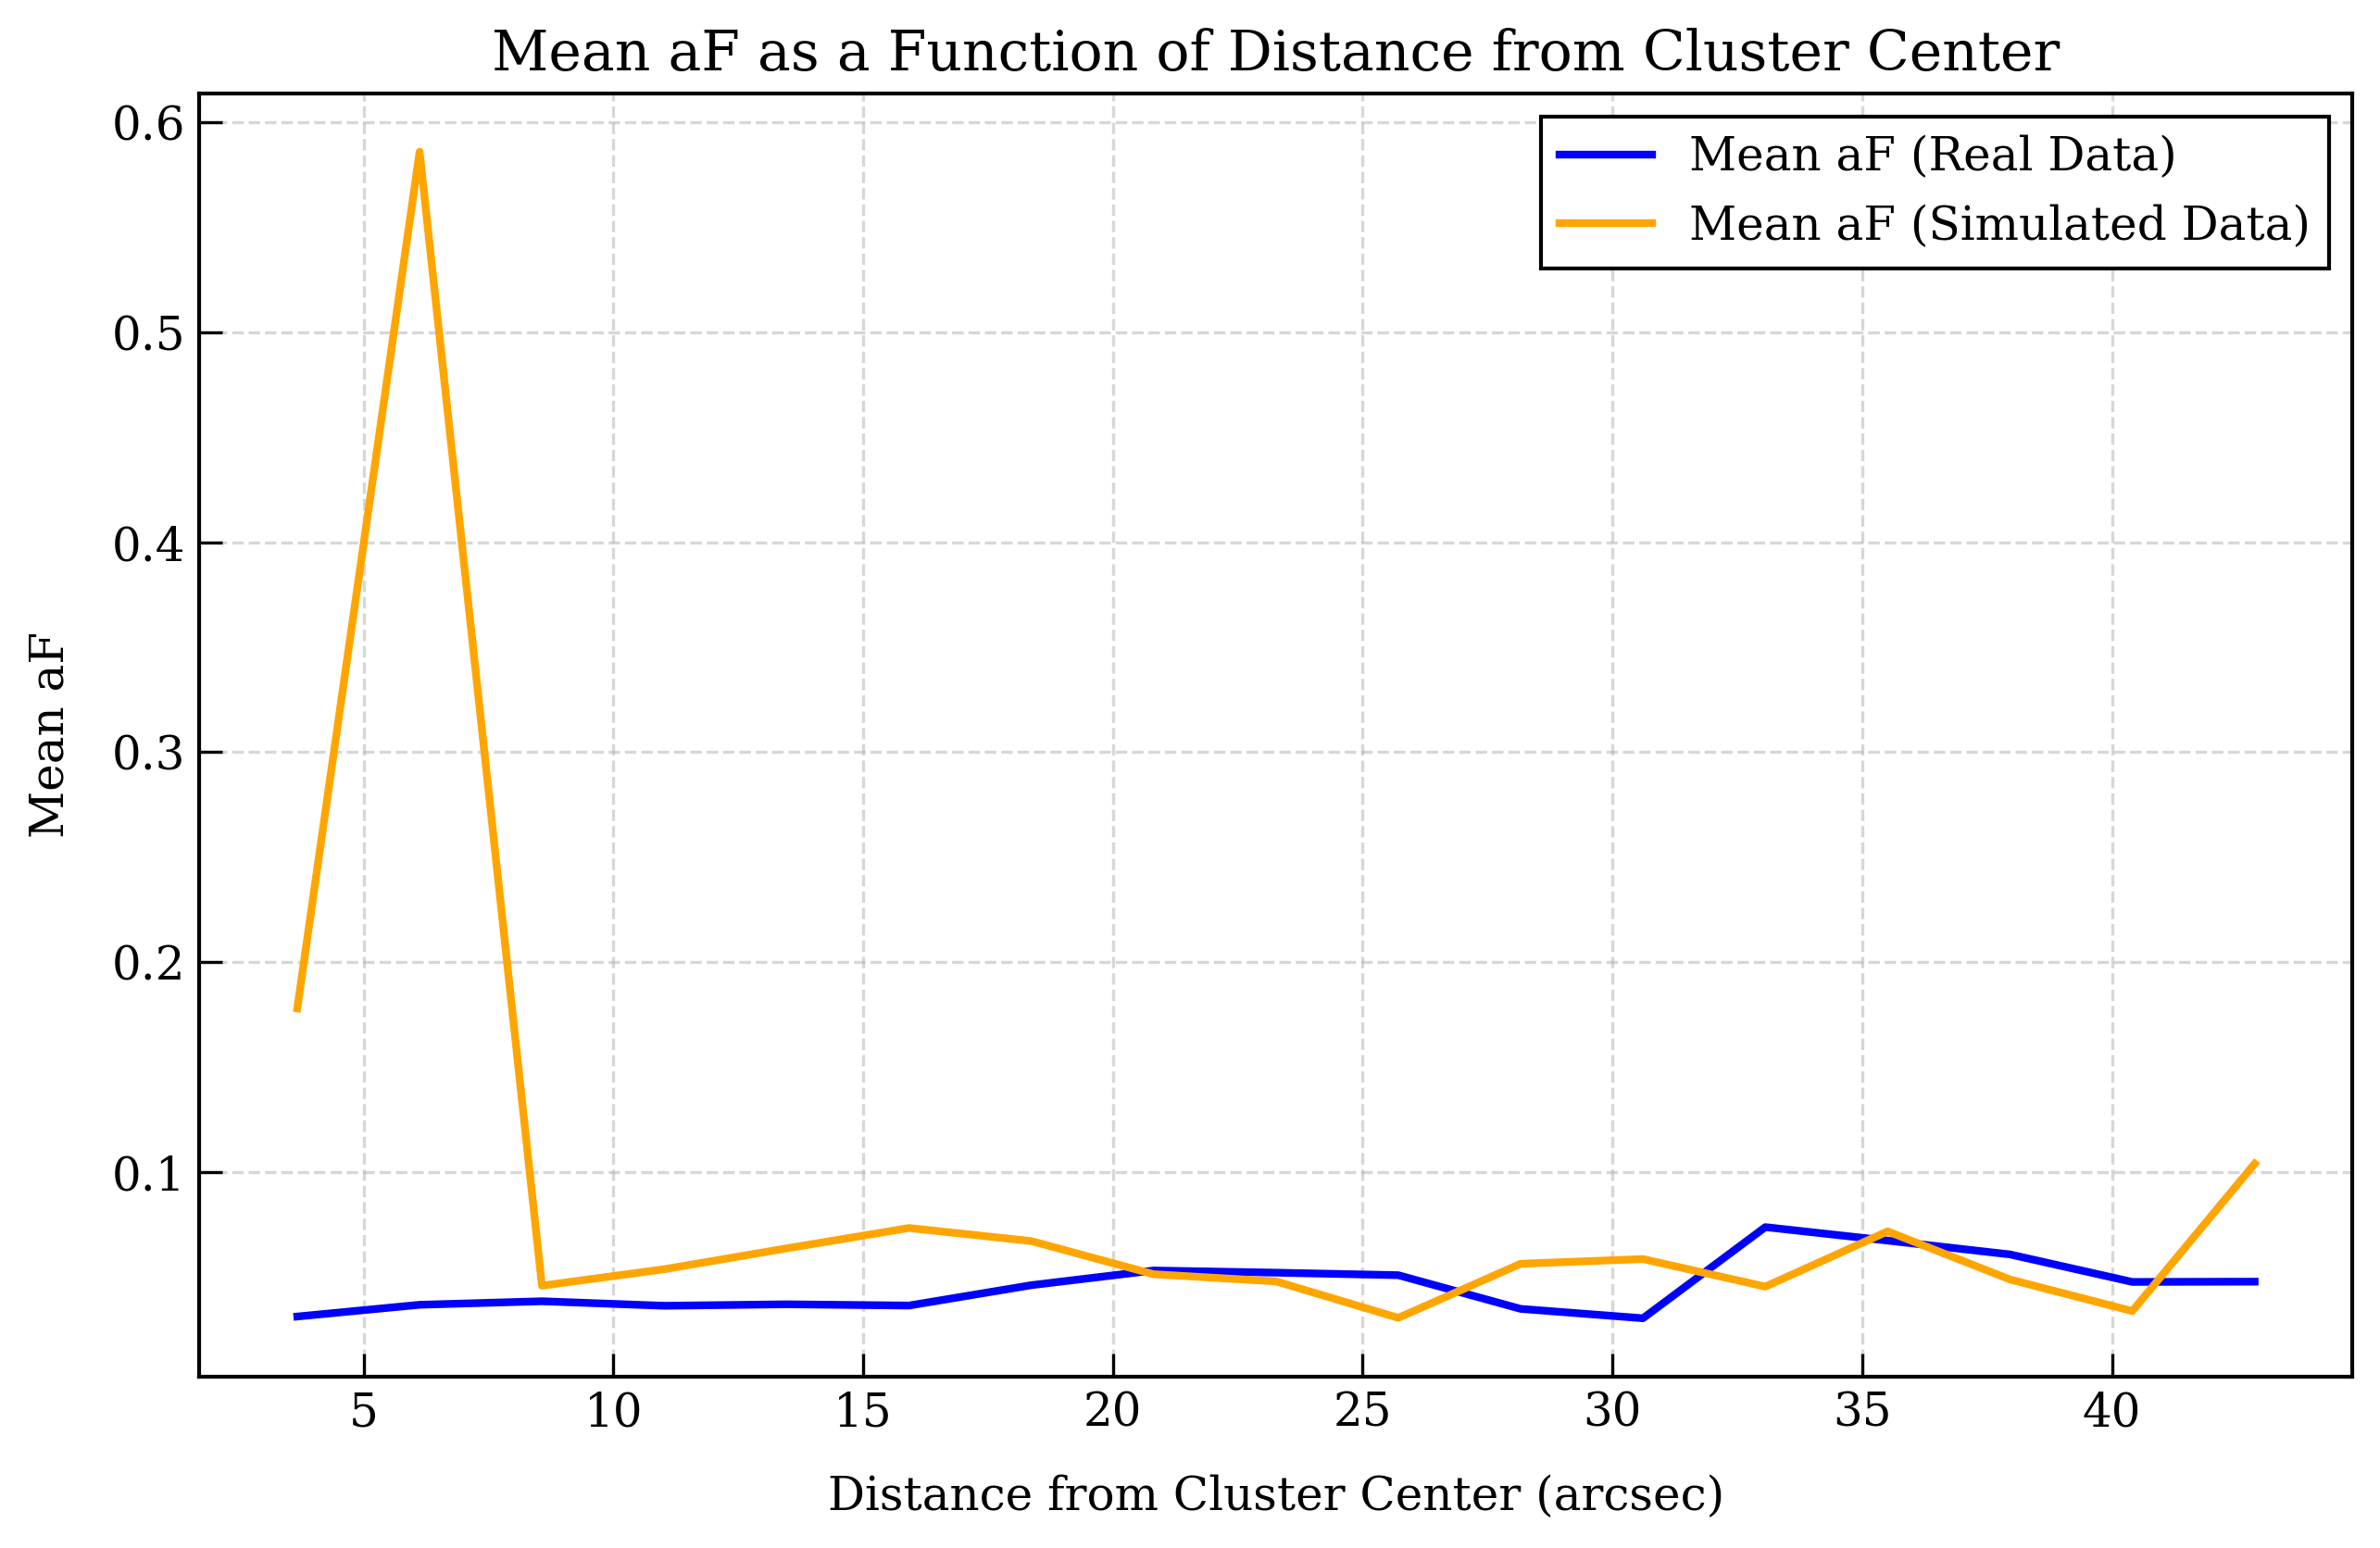 Mean aF as a Function of Distance from Cluster Center
Mean aF (Real Data)
Mean aF (Simulated Data)
Mean aF
0.6
0.5
0.4
0.3
0.2
0.1
5 10 15 20 25 30 35 40
Distance from Cluster Center (arcsec)